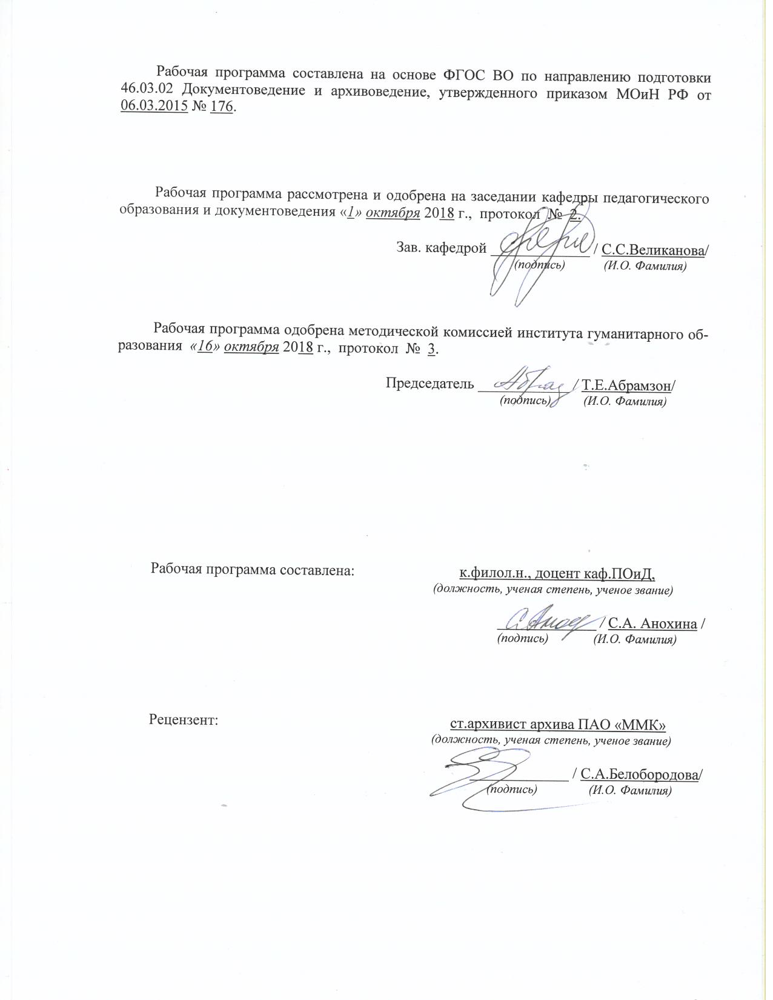 Рабочая программа составлена на основе ФГОС ВО по направлению подготовки
46.03.02 Документоведение и архивоведение, утвержденного приказом МОиН РФ от
06.03.2015 № 176.
Рабочая программа рассмотрена и одобрена на заседании кафедры педагогического
образования и документоведения «1» октября 2018 г., протокол № 2.
Зав. кафедрой ____________ / С.С.Великанова/
(подпись) (И.О. Фамилия)
Рабочая программа одобрена методической комиссией института гуманитарного об-
разования «16» октября 2018 г., протокол № 3.
Председатель ____________ / Т.Е.Абрамзон/
(подпись) (И.О. Фамилия)
Рабочая программа составлена: к.филол.н., доцент каф.ПОиД,
(должность, ученая степень, ученое звание)
____________ / С.А. Анохина /
(подпись) (И.О. Фамилия)
Рецензент: ст.архивист архива ПАО «ММК»
(должность, ученая степень, ученое звание)
____________ / С.А.Белобородова/
(подпись) (И.О. Фамилия)